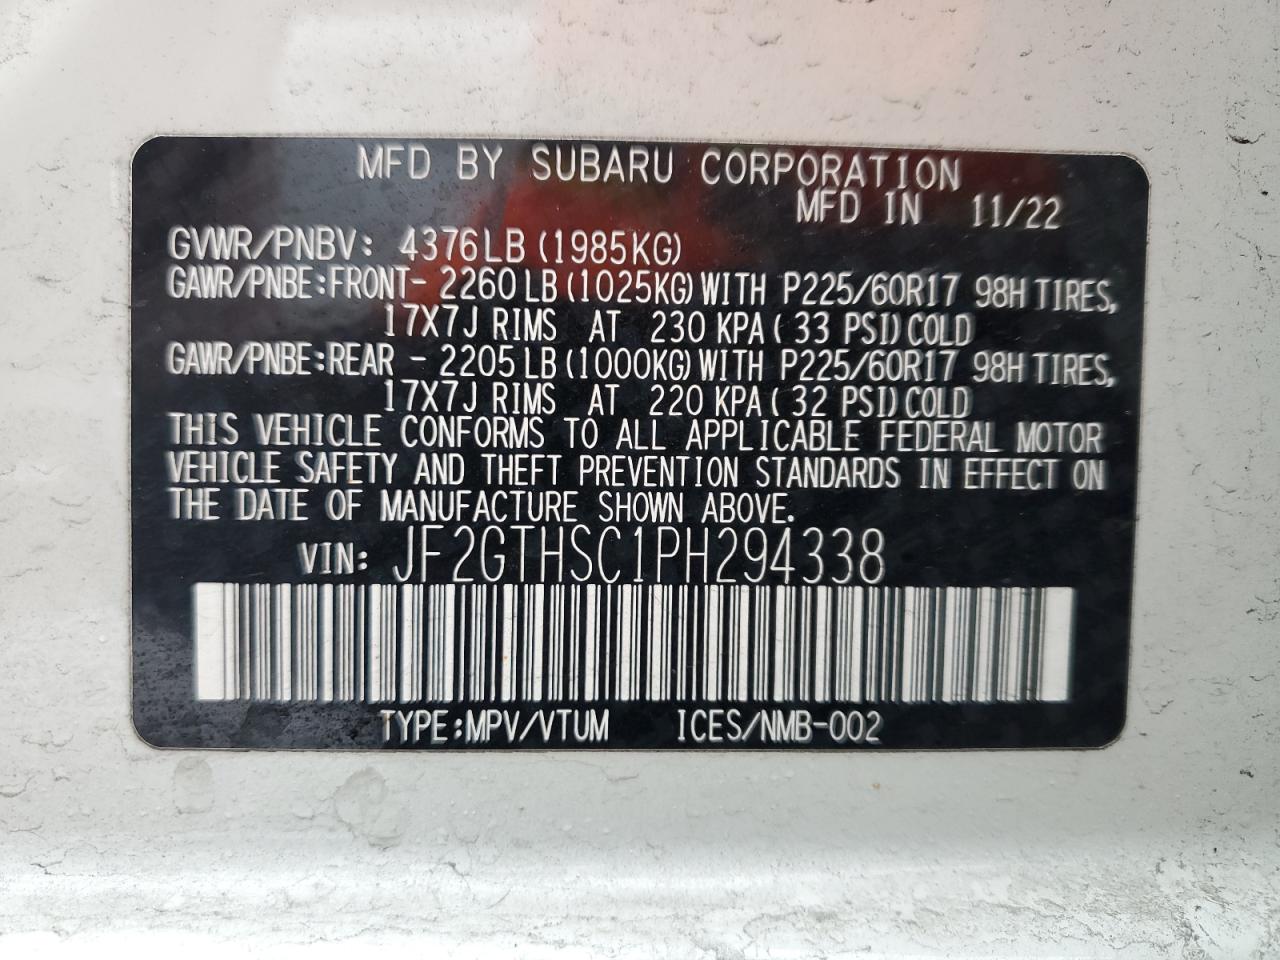 MFD BY SUBARU CORPORATION
MFD IN 11/22
GVWR/PNBV: 4376LB (1985KG)
GAWR/PNBE:FRONT- 2260LB(1025KG)WITH P225/60R17 98H TIRES,
17X7J RIMS AT 230 KPA( 33 PSI)COLD
GAWR/PNBE:REAR - 2205LB(1000KG)WITH P225/60R17 98H TIRES,
17X7J RIMS AT 220 KPA( 32 PSI)COLD
THIS VEHICLE CONFORMS TO ALL APPLICABLE FEDERAL MOTOR
VEHICLE SAFETY AND THEFT PREVENTION STANDARDS IN EFFECT ON
THE DATE OF MANUFACTURE SHOWN ABOVE.
VIN: JF2GTHSC1PH294338
TYPE:MPV/VTUM ICES/NMB-002